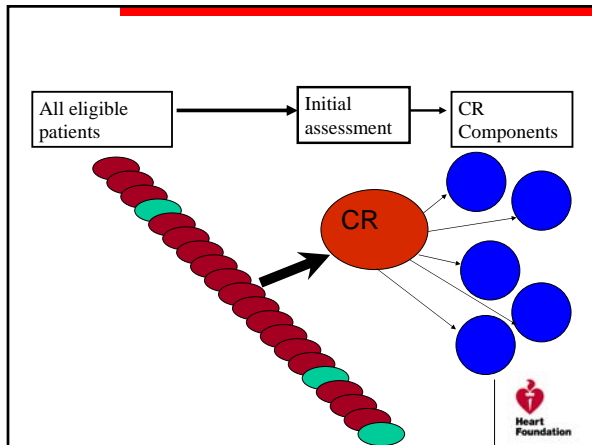 All eligible
patients
Initial
assessment
CR
Components
CR
Heart
Foundation